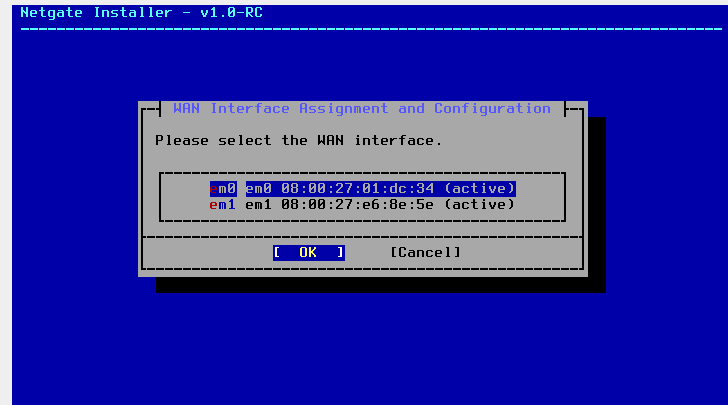 Netgate Installer - v1.0-RC
WAN Interface Assignment and Configuration
Please select the WAN interface.
em0 em0 08:00:27:01:dc:34 (active)
em1 em1 08:00:27:e6:8e:5e (active)
[ OK ] [Cancel]